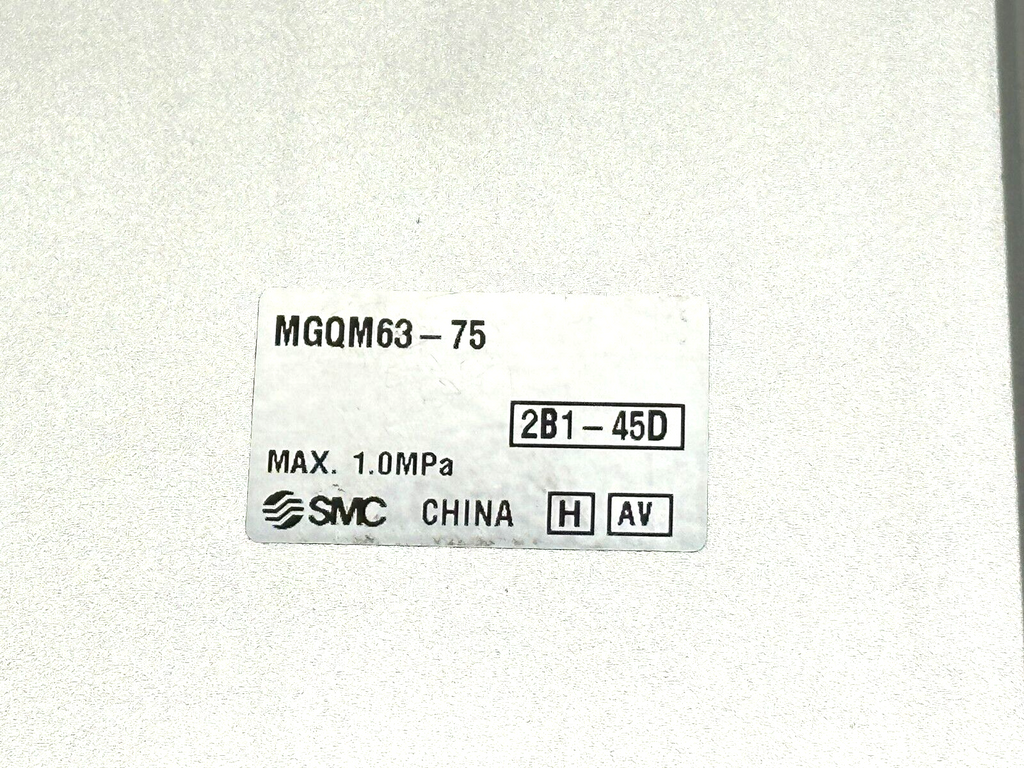 MGQM63-75
2B1-45D
MAX. 1.0MPa
SMC CHINA H AV